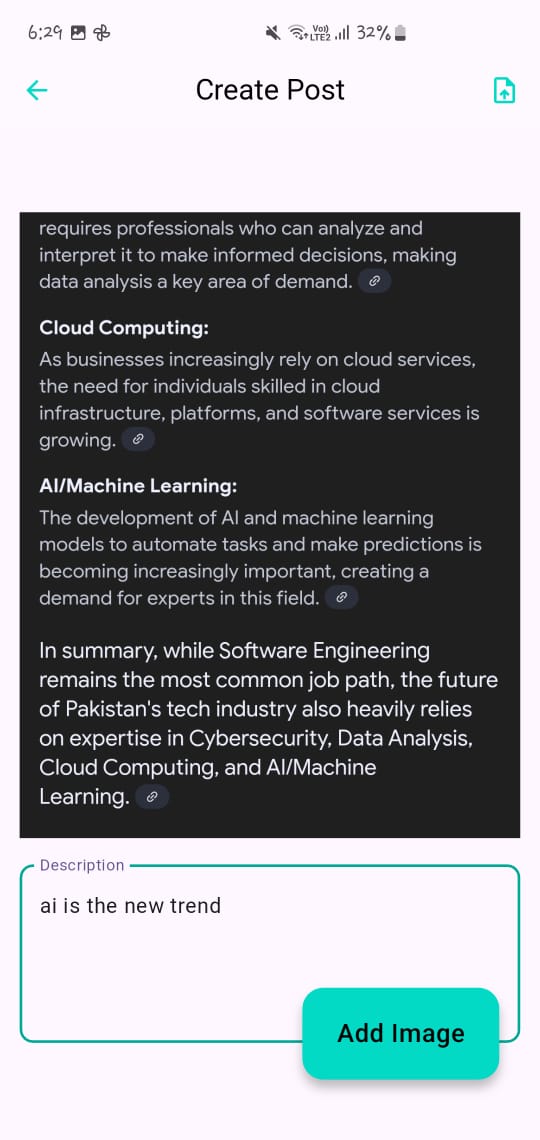 6:29
Vo))
LTE2
32%
Create Post
requires professionals who can analyze and
interpret it to make informed decisions, making
data analysis a key area of demand.
Cloud Computing:
As businesses increasingly rely on cloud services,
the need for individuals skilled in cloud
infrastructure, platforms, and software services is
growing.
AI/Machine Learning:
The development of AI and machine learning
models to automate tasks and make predictions is
becoming increasingly important, creating a
demand for experts in this field.
In summary, while Software Engineering
remains the most common job path, the future
of Pakistan's tech industry also heavily relies
on expertise in Cybersecurity, Data Analysis,
Cloud Computing, and AI/Machine
Learning.
Description
ai is the new trend
Add Image